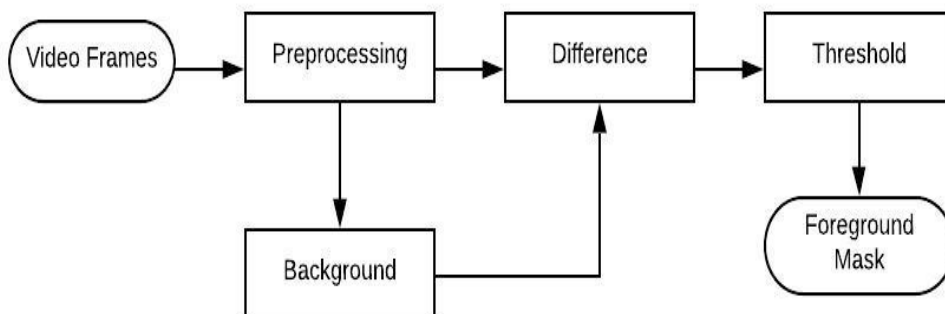 Video Frames
Preprocessing
Difference
Threshold
Background
Foreground
Mask